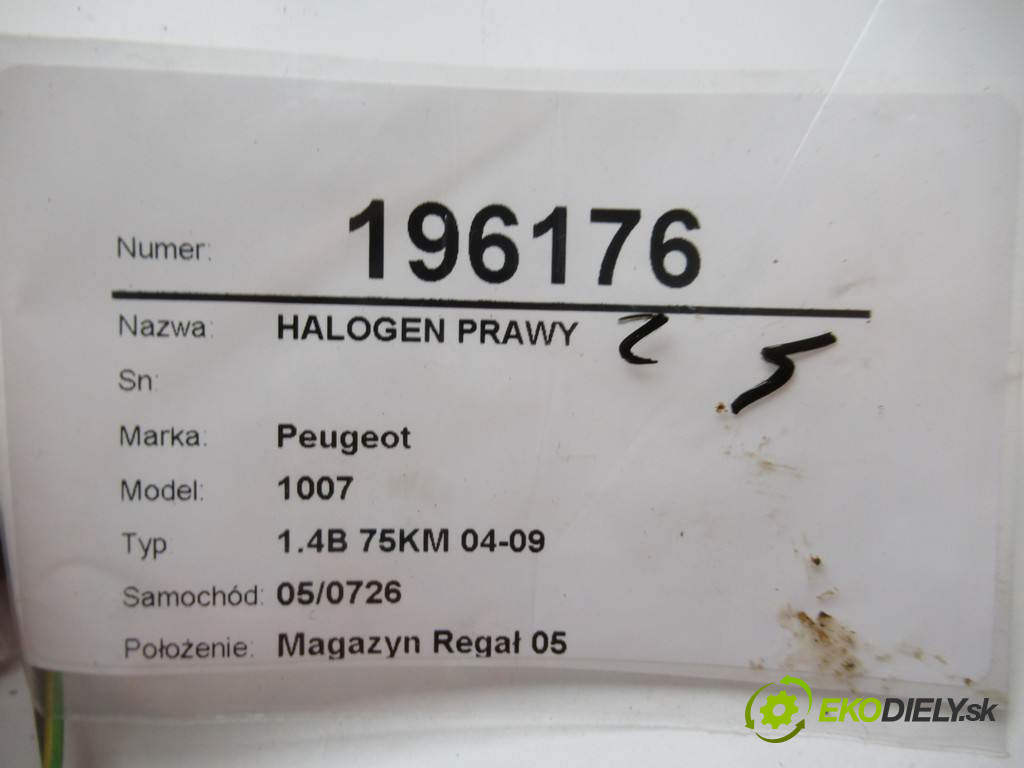 Numer: 196176
Nazwa: HALOGEN PRAWY
Sn:
Marka: Peugeot
Model: 1007
Typ 1.4B 75KM 04-09
Samochód: 05/0726
Położenie: Magazyn Regał 05
EKODIELY.sk